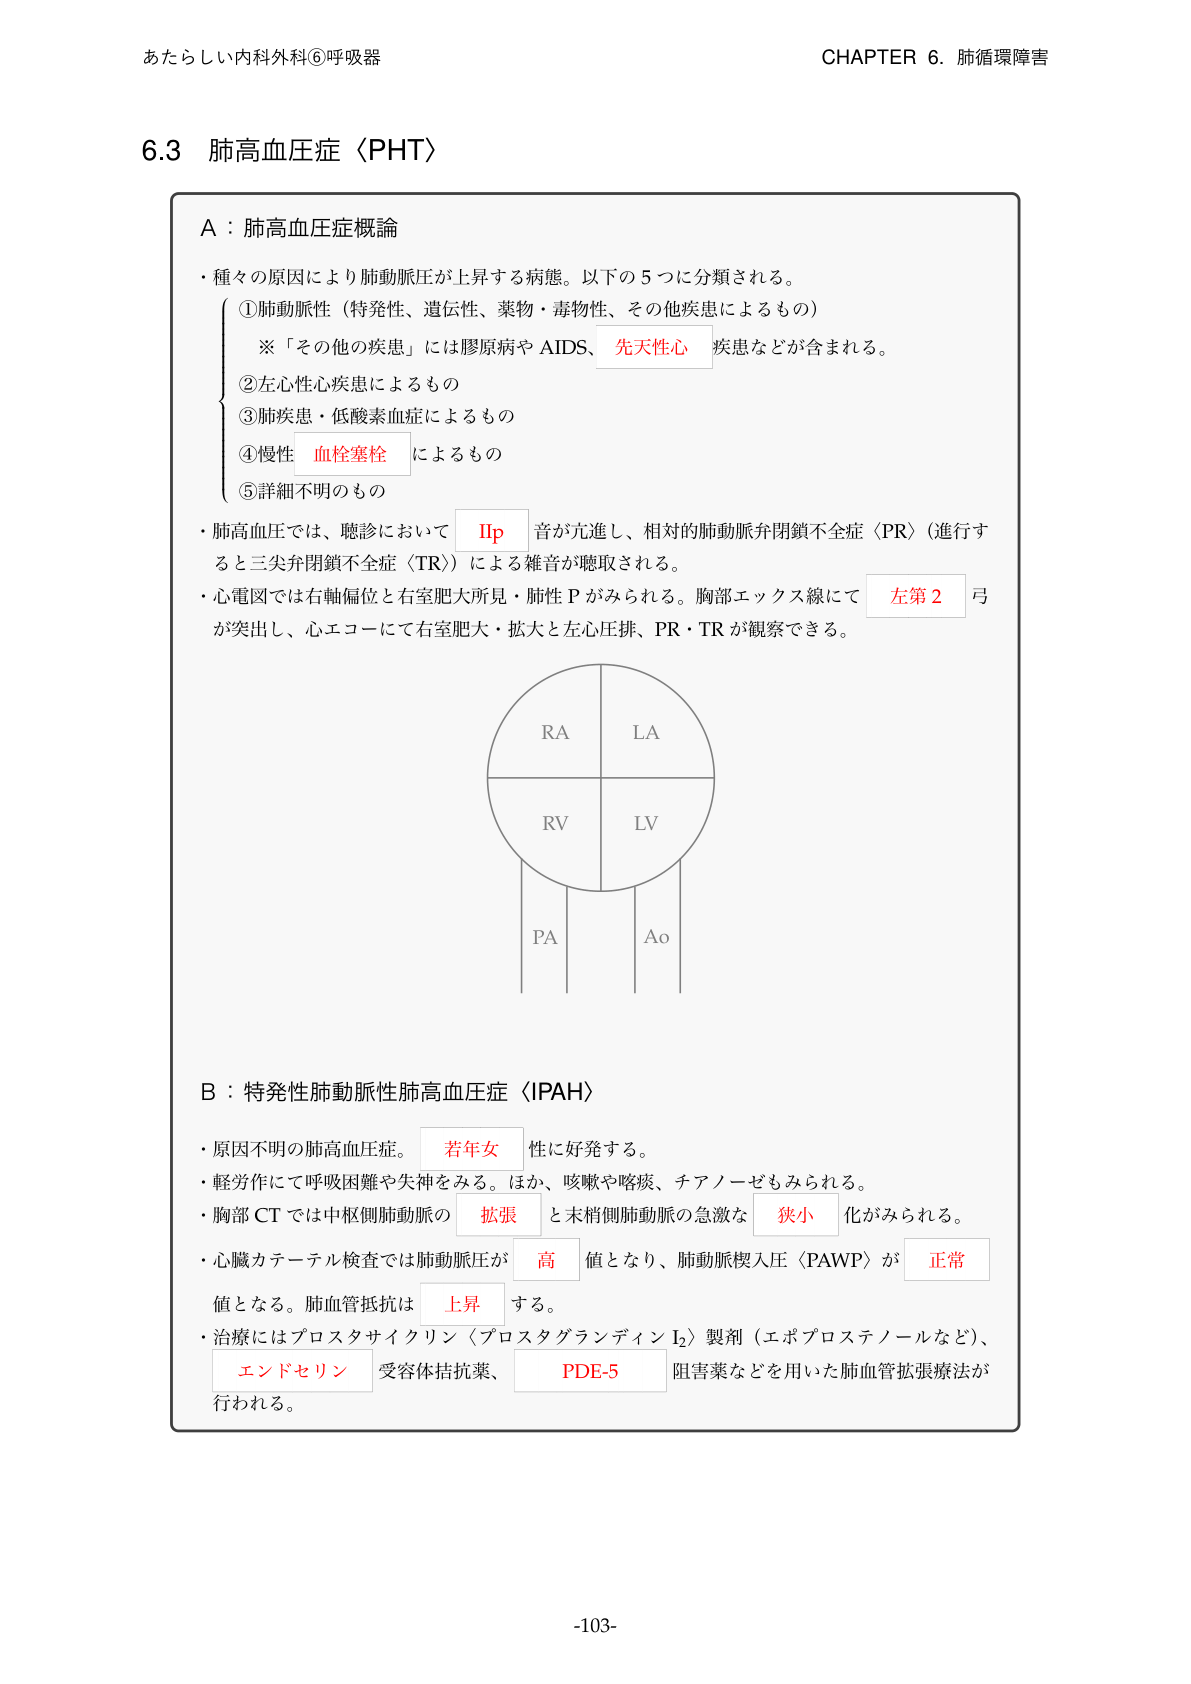 あたらしい内科外科⑥呼吸器
CHAPTER 6. 肺循環障害
6.3 肺高血圧症〈PHT〉
A：肺高血圧症概論
・種々の原因により肺動脈圧が上昇する病態。以下の 5 つに分類される。
①肺動脈性（特発性、遺伝性、薬物・毒物性、その他疾患によるもの）
※「その他の疾患」には膠原病や AIDS、 先天性心 疾患などが含まれる。
②左心性心疾患によるもの
③肺疾患・低酸素血症によるもの
④慢性 血栓塞栓 によるもの
⑤詳細不明のもの
・肺高血圧では、聴診において IIp 音が亢進し、相対的肺動脈弁閉鎖不全症〈PR〉（進行す
ると三尖弁閉鎖不全症〈TR〉）による雑音が聴取される。
・心電図では右軸偏位と右室肥大所見・肺性 P がみられる。胸部エックス線にて 左第 2 弓
が突出し、心エコーにて右室肥大・拡大と左心圧排、PR・TR が観察できる。
RA LA
RV LV
PA Ao
B：特発性肺動脈性肺高血圧症〈IPAH〉
・原因不明の肺高血圧症。 若年女 性に好発する。
・軽労作にて呼吸困難や失神をみる。ほか、咳嗽や喀痰、チアノーゼもみられる。
・胸部 CT では中枢側肺動脈の 拡張 と末梢側肺動脈の急激な 狭小 化がみられる。
・心臓カテーテル検査では肺動脈圧が 高 値となり、肺動脈楔入圧〈PAWP〉が 正常
値となる。肺血管抵抗は 上昇 する。
・治療にはプロスタサイクリン〈プロスタグランディン I₂〉製剤（エポプロステノールなど）、
エンドセリン 受容体拮抗薬、 PDE-5 阻害薬などを用いた肺血管拡張療法が
行われる。
-103-